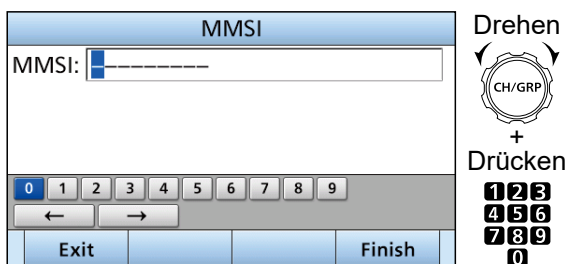 MMSI
MMSI: ---------
0 1 2 3 4 5 6 7 8 9
← →
Exit Finish
Drehen
CH/GRP
+
Drücken
1 2 3
4 5 6
7 8 9
0